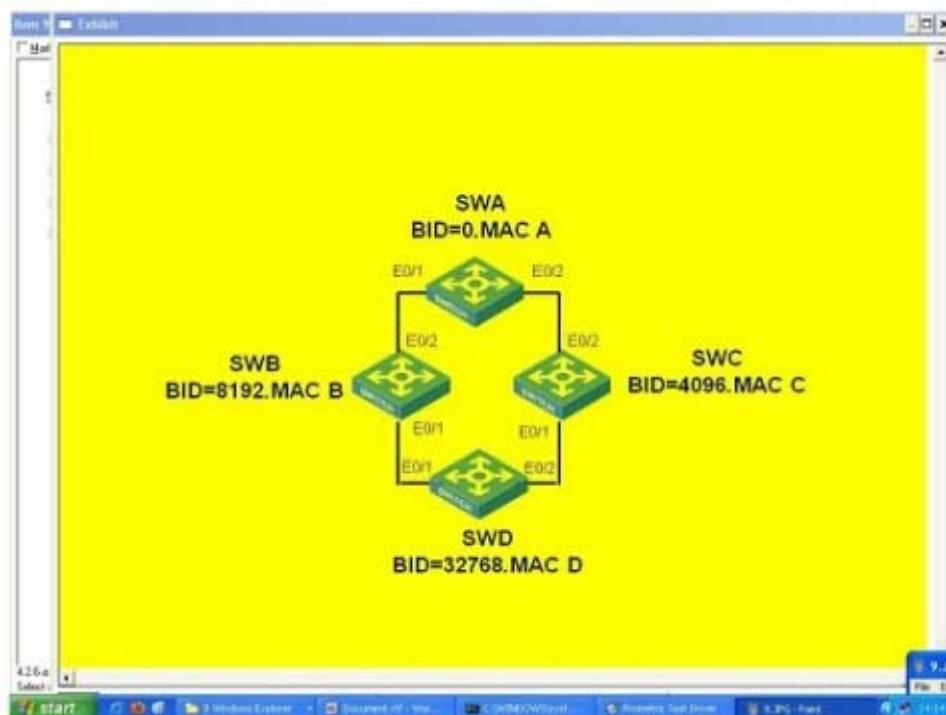 Exhibit
SWA
BID=0.MAC A
E0/1
E0/2
E0/2
E0/2
SWB
BID=8192.MAC B
SWC
BID=4096.MAC C
E0/1
E0/1
E0/1
E0/2
SWD
BID=32768.MAC D
start